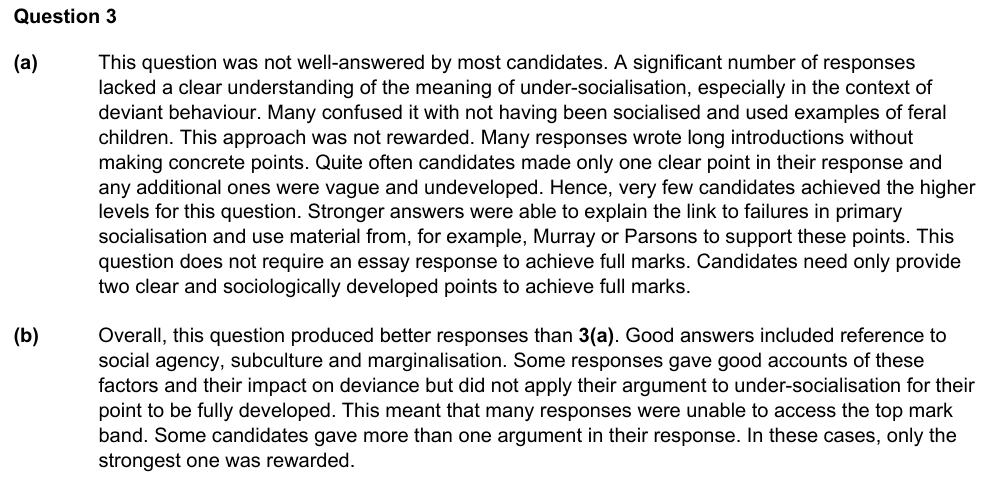 Question 3
(a) This question was not well-answered by most candidates. A significant number of responses
lacked a clear understanding of the meaning of under-socialisation, especially in the context of
deviant behaviour. Many confused it with not having been socialised and used examples of feral
children. This approach was not rewarded. Many responses wrote long introductions without
making concrete points. Quite often candidates made only one clear point in their response and
any additional ones were vague and undeveloped. Hence, very few candidates achieved the higher
levels for this question. Stronger answers were able to explain the link to failures in primary
socialisation and use material from, for example, Murray or Parsons to support these points. This
question does not require an essay response to achieve full marks. Candidates need only provide
two clear and sociologically developed points to achieve full marks.
(b) Overall, this question produced better responses than 3(a). Good answers included reference to
social agency, subculture and marginalisation. Some responses gave good accounts of these
factors and their impact on deviance but did not apply their argument to under-socialisation for their
point to be fully developed. This meant that many responses were unable to access the top mark
band. Some candidates gave more than one argument in their response. In these cases, only the
strongest one was rewarded.